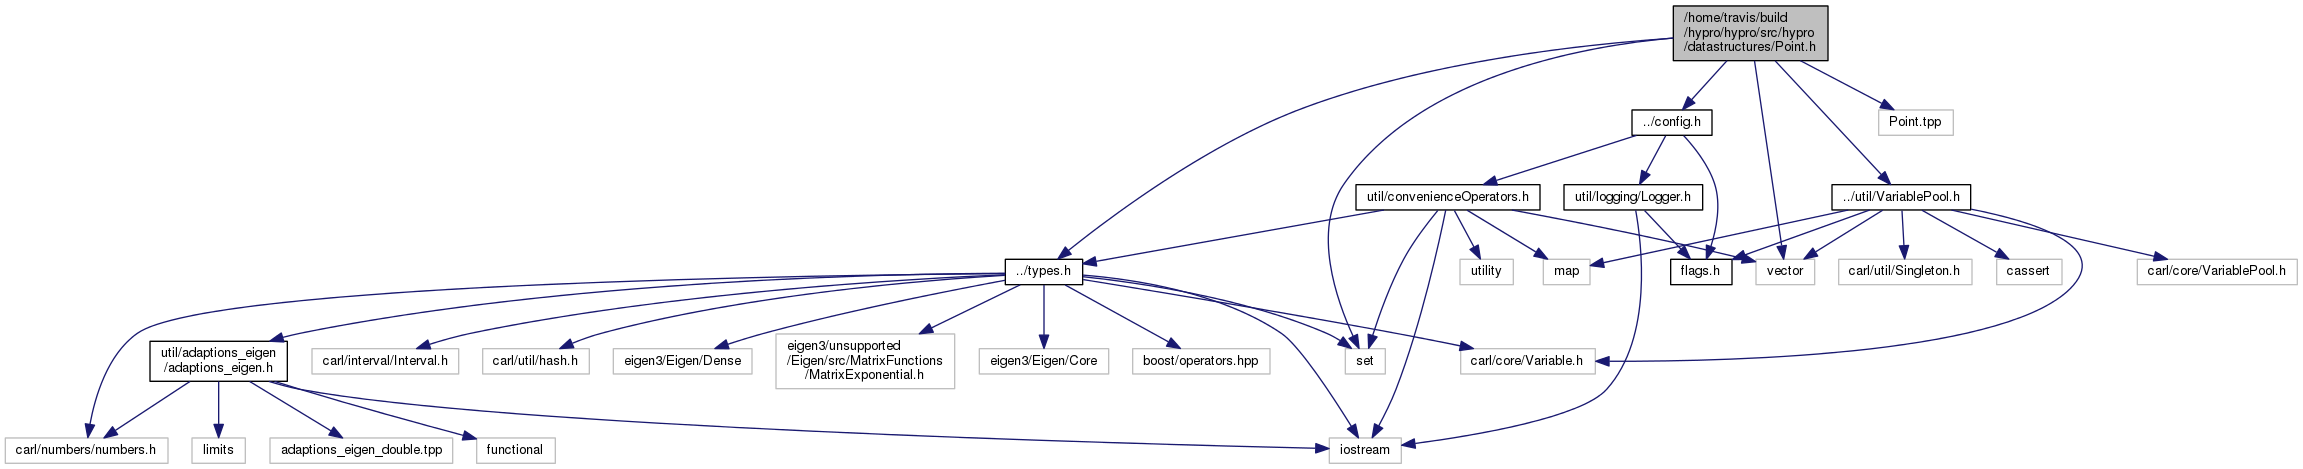 /home/travis/build
/hypro/hypro/src/hypro
/datastructures/Point.h
../config.h
Point.tpp
util/convenienceOperators.h
util/logging/Logger.h
../util/VariablePool.h
../types.h
utility
map
flags.h
vector
carl/util/Singleton.h
cassert
carl/core/VariablePool.h
util/adaptions_eigen
/adaptions_eigen.h
carl/interval/Interval.h
carl/util/hash.h
eigen3/Eigen/Dense
eigen3/unsupported
/Eigen/src/MatrixFunctions
/MatrixExponential.h
eigen3/Eigen/Core
boost/operators.hpp
set
carl/core/Variable.h
carl/numbers/numbers.h
limits
adaptions_eigen_double.tpp
functional
iostream